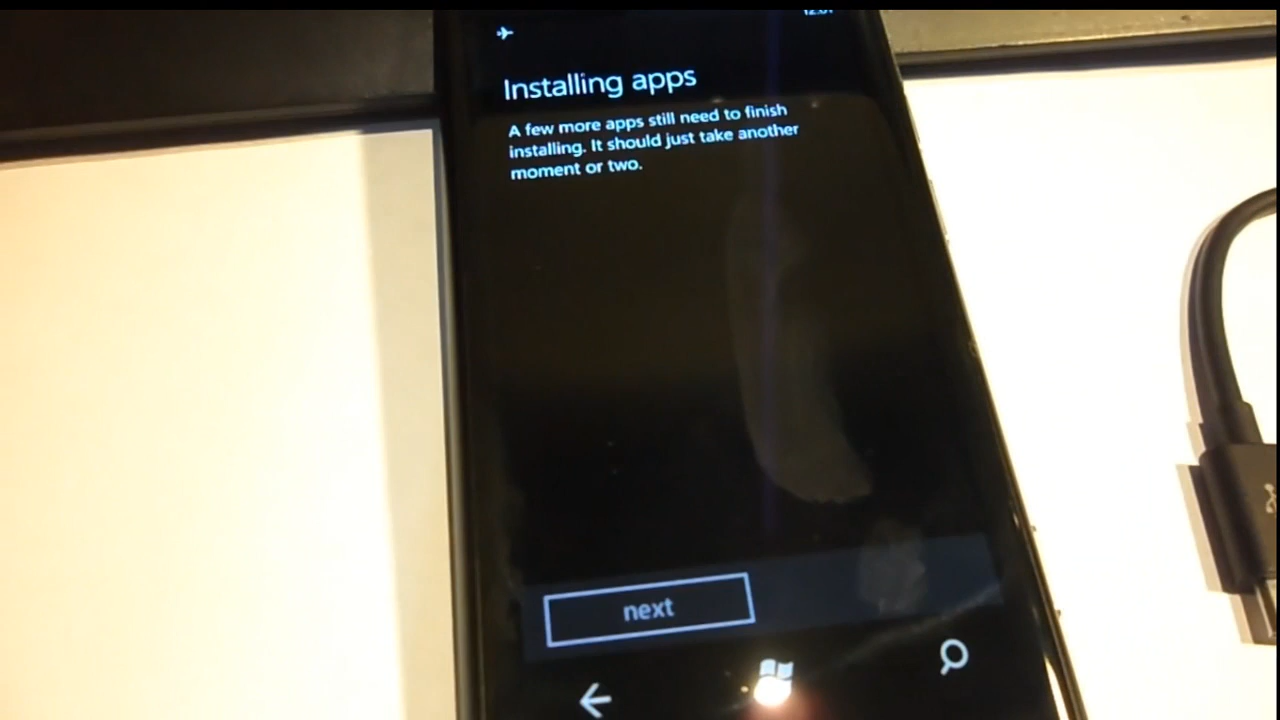 Installing apps
A few more apps still need to finish
installing. It should just take another
moment or two.
next